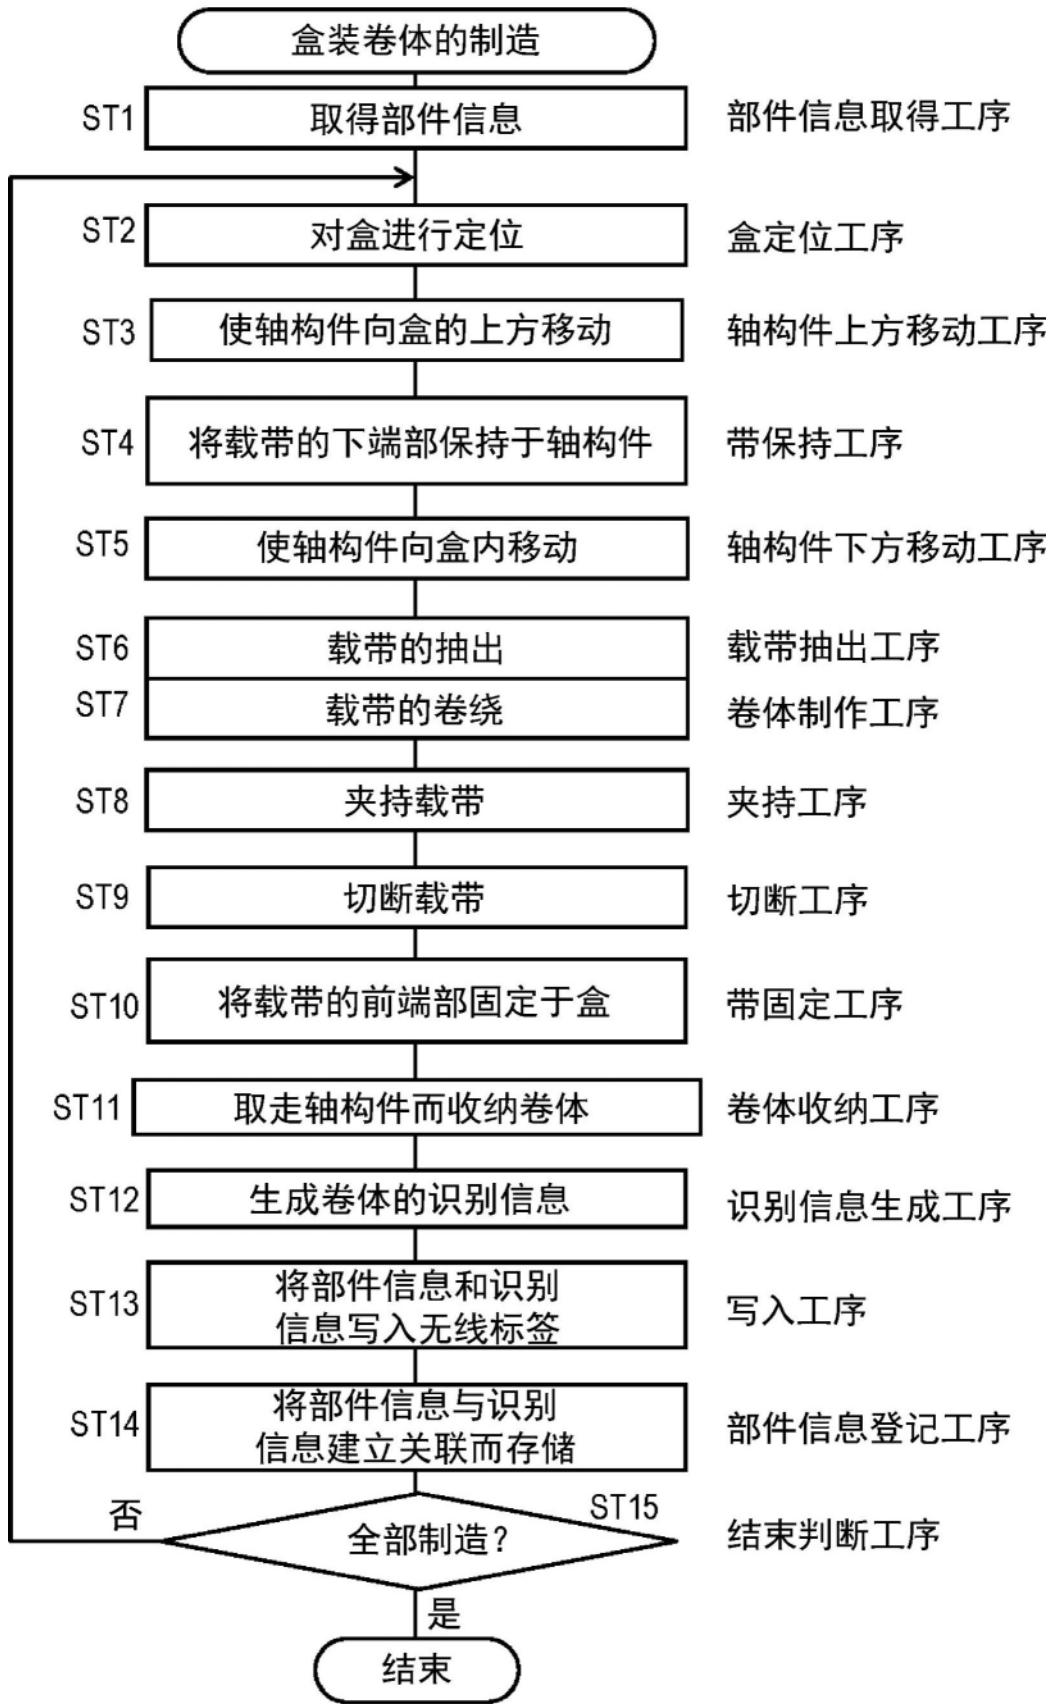 盒装卷体的制造
ST1 取得部件信息 部件信息取得工序
ST2 对盒进行定位 盒定位工序
ST3 使轴构件向盒的上方移动 轴构件上方移动工序
ST4 将载带的下端部保持于轴构件 带保持工序
ST5 使轴构件向盒内移动 轴构件下方移动工序
ST6 载带的抽出 载带抽出工序
ST7 载带的卷绕 卷体制作工序
ST8 夹持载带 夹持工序
ST9 切断载带 切断工序
ST10 将载带的前端部固定于盒 带固定工序
ST11 取走轴构件而收纳卷体 卷体收纳工序
ST12 生成卷体的识别信息 识别信息生成工序
ST13 将部件信息和识别
信息写入无线标签 写入工序
ST14 将部件信息与识别
信息建立关联而存储 部件信息登记工序
否 全部制造? ST15 结束判断工序
是
结束